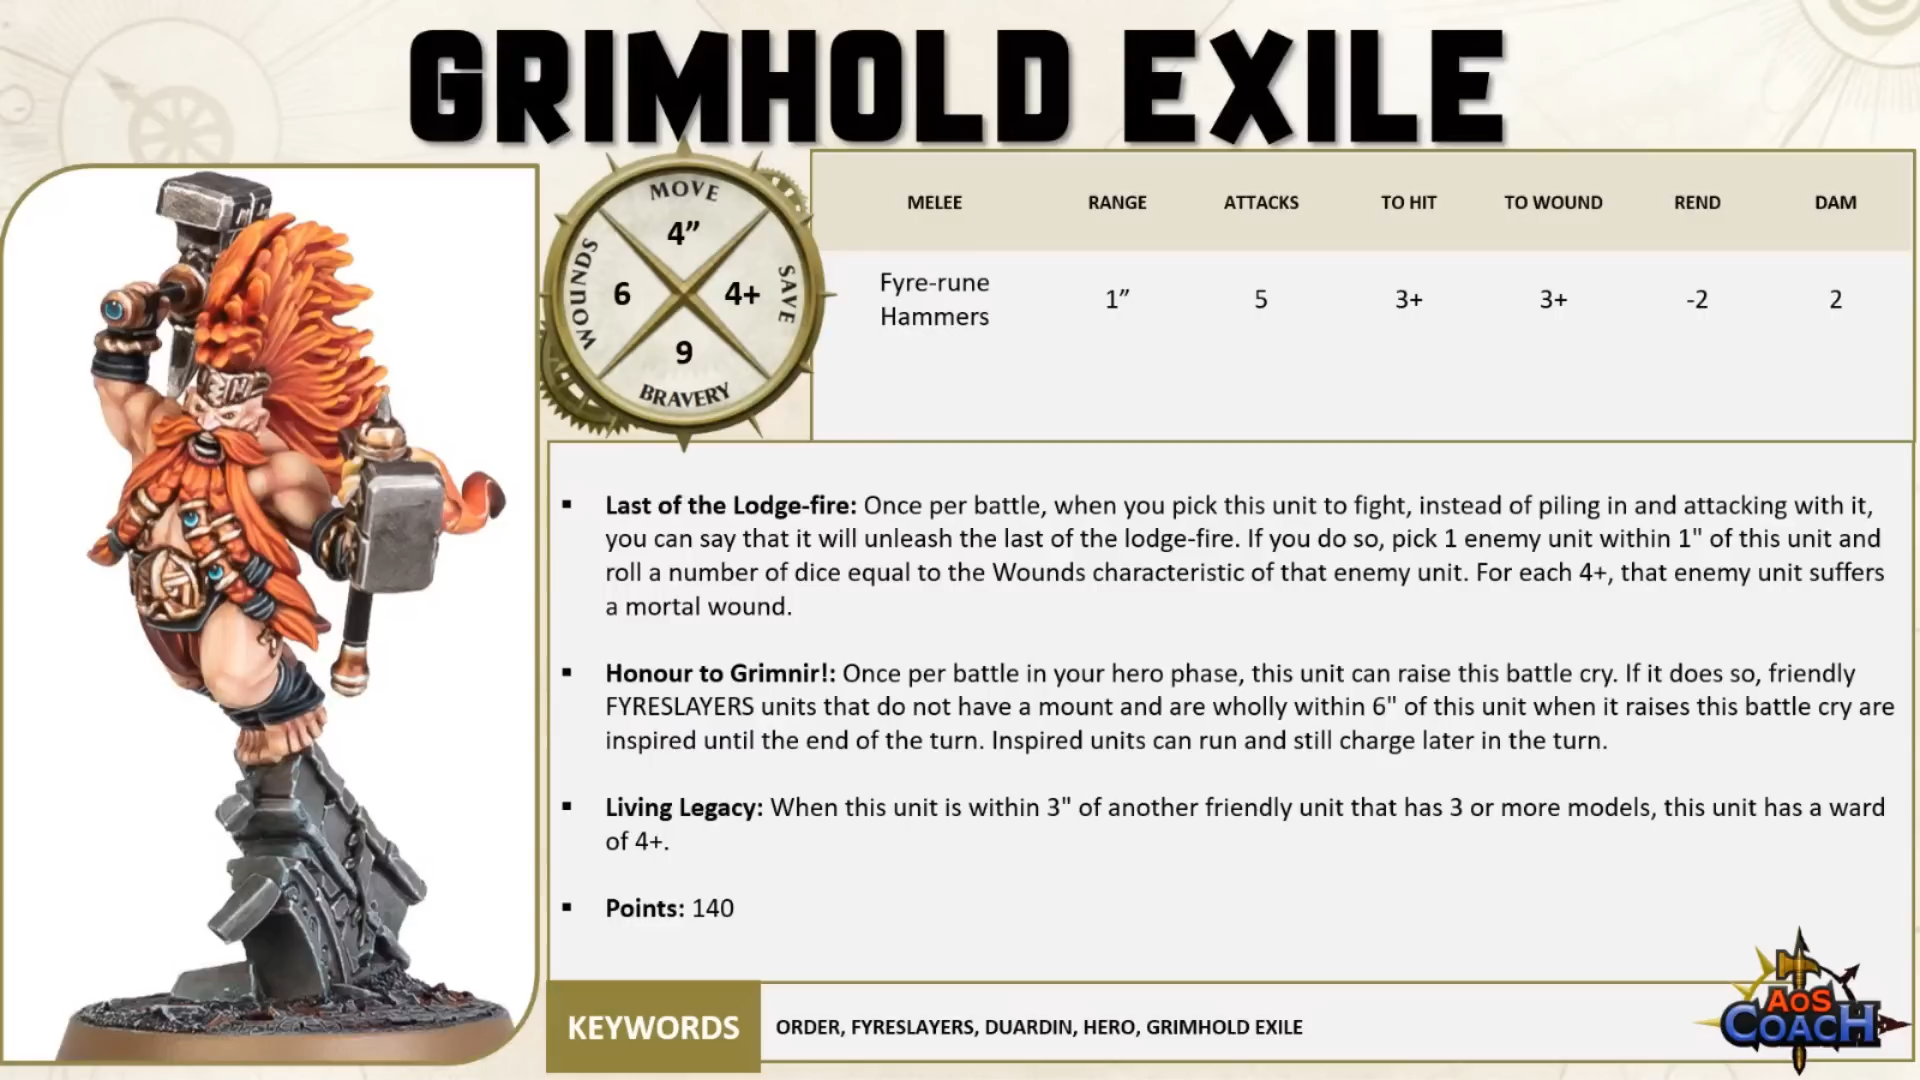 GRIMHOLD EXILE
MOVE
4”
WOUNDS
6
4+
SAVE
9
BRAVERY
MELEE RANGE ATTACKS TO HIT TO WOUND REND DAM
Fyre-rune
Hammers
1” 5 3+ 3+ -2 2
▪ Last of the Lodge-fire: Once per battle, when you pick this unit to fight, instead of piling in and attacking with it,
you can say that it will unleash the last of the lodge-fire. If you do so, pick 1 enemy unit within 1" of this unit and
roll a number of dice equal to the Wounds characteristic of that enemy unit. For each 4+, that enemy unit suffers
a mortal wound.
▪ Honour to Grimnir!: Once per battle in your hero phase, this unit can raise this battle cry. If it does so, friendly
FYRESLAYERS units that do not have a mount and are wholly within 6" of this unit when it raises this battle cry are
inspired until the end of the turn. Inspired units can run and still charge later in the turn.
▪ Living Legacy: When this unit is within 3" of another friendly unit that has 3 or more models, this unit has a ward
of 4+.
▪ Points: 140
KEYWORDS
ORDER, FYRESLAYERS, DUARDIN, HERO, GRIMHOLD EXILE
AoS
COACH